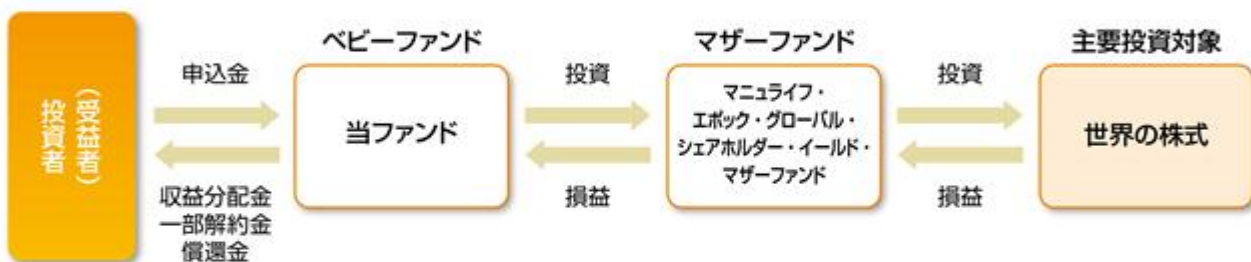 投資者
(受益者)
申込金
収益分配金
一部解約金
償還金
ベビーファンド
当ファンド
投資
損益
マザーファンド
マニュライフ・
エポック・グローバル・
シェアホルダー・イールド・
マザーファンド
投資
損益
主要投資対象
世界の株式